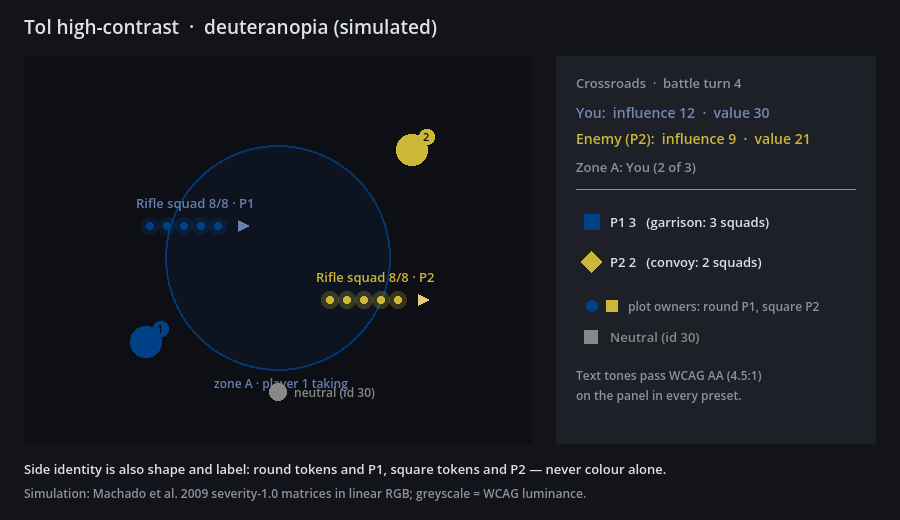 Tol high-contrast · deuteranopia (simulated)
2
Rifle squad 8/8 · P1
Rifle squad 8/8 · P2
1
zone A · player 1 taking
neutral (id 30)
Crossroads · battle turn 4
You: influence 12 · value 30
Enemy (P2): influence 9 · value 21
Zone A: You (2 of 3)
P1 3 (garrison: 3 squads)
P2 2 (convoy: 2 squads)
plot owners: round P1, square P2
Neutral (id 30)
Text tones pass WCAG AA (4.5:1)
on the panel in every preset.
Side identity is also shape and label: round tokens and P1, square tokens and P2 — never colour alone.
Simulation: Machado et al. 2009 severity-1.0 matrices in linear RGB; greyscale = WCAG luminance.